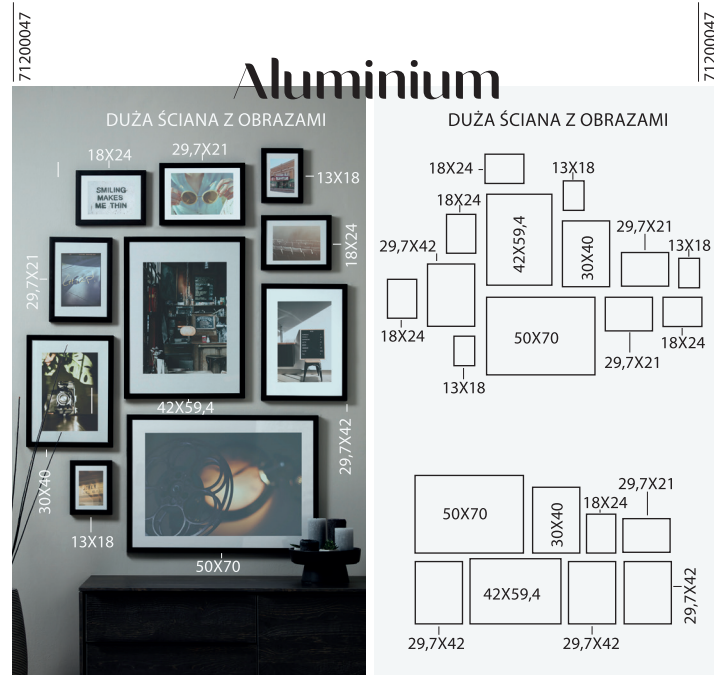 71200047
71200047
Aluminium
DUŻA ŚCIANA Z OBRAZAMI
18X24
29,7X21
13X18
SMILING
MAKES
ME THIN
18X24
29,7X21
42X59,4
29,7X42
30X40
13X18
50X70
DUŻA ŚCIANA Z OBRAZAMI
18X24
13X18
18X24
42X59,4
30X40
29,7X21
13X18
29,7X42
18X24
50X70
29,7X21
18X24
13X18
50X70
30X40
18X24
29,7X21
42X59,4
29,7X42
29,7X42
29,7X42